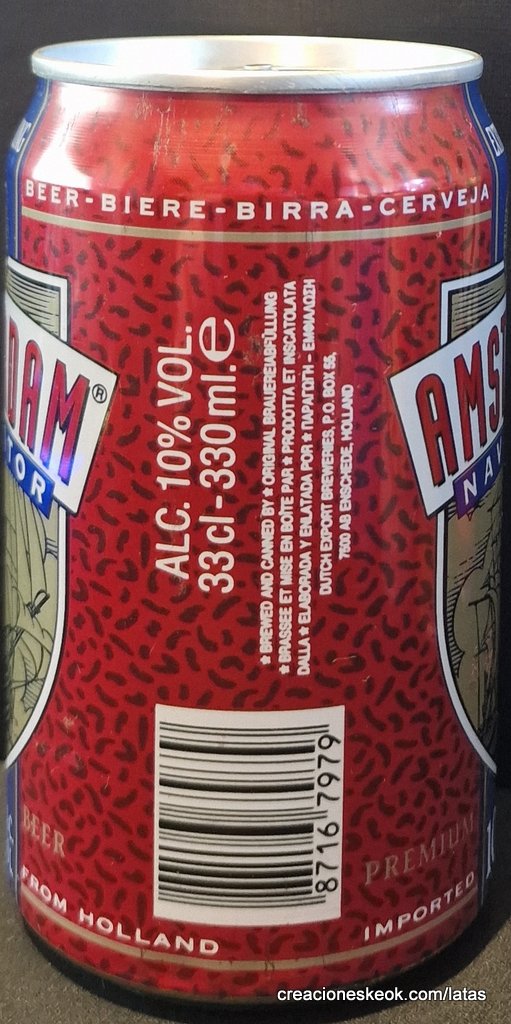 BEER-BIERE-BIRRA-CERVEJA
DAM®
TOR
AMS
NAV
ALC. 10% VOL.
33cl-330ml.e
★ BREWED AND CANNED BY ★ ORIGINAL BRAUEREIABFÜLLUNG
★ BRASSEE ET MISE EN BOÎTE PAR ★ PRODOTTA ET INSCATOLATA
DALLA ★ ELABORADA Y ENLATADA POR ★ ΠΑΡΑΓΩΓΗ - ΕΜΦΙΑΛΩΣΗ
DUTCH EXPORT BREWERIES, P.O. BOX 55,
7500 AB ENSCHEDE, HOLLAND
8716 7979
BEER
PREMIUM
FROM HOLLAND
IMPORTED
creacioneskeok.com/latas